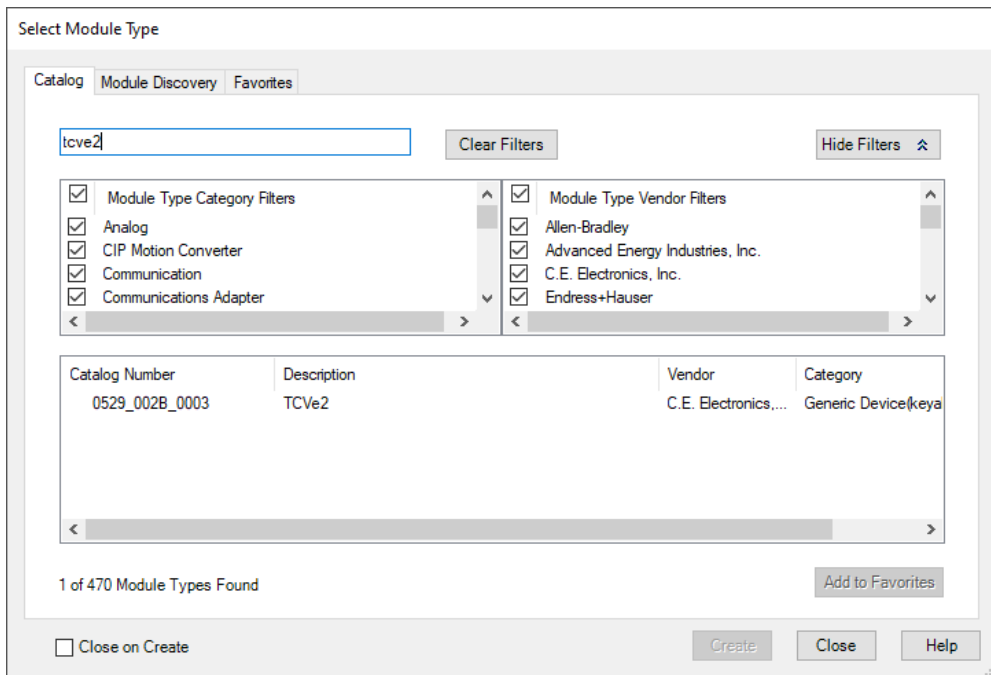 Select Module Type
Catalog Module Discovery Favorites
tcve2 Clear Filters Hide Filters
Module Type Category Filters Module Type Vendor Filters
Analog Allen-Bradley
CIP Motion Converter Advanced Energy Industries, Inc.
Communication C.E. Electronics, Inc.
Communications Adapter Endress+Hauser
Catalog Number Description Vendor Category
0529_002B_0003 TCVe2 C.E. Electronics,... Generic Device(keya
1 of 470 Module Types Found Add to Favorites
Close on Create Create Close Help